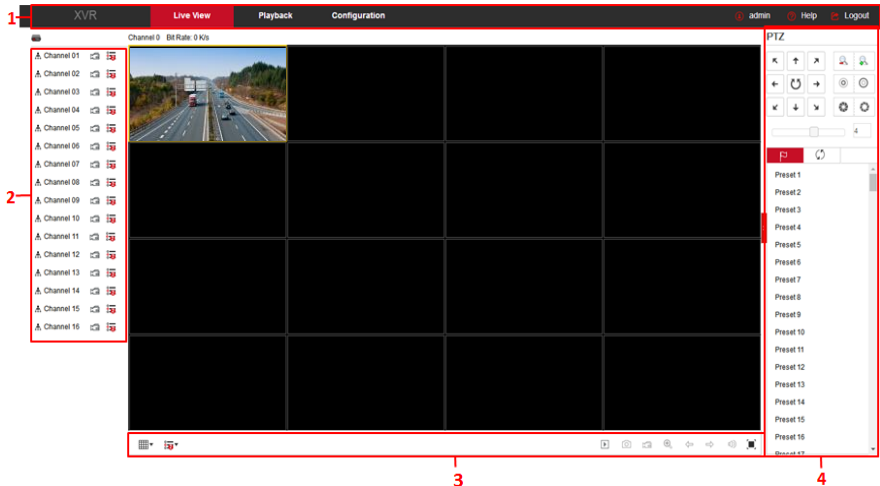 1
XVR
Live View
Playback
Configuration
admin
Help
Logout
Channel 0 Bit Rate: 0 K/s
PTZ
2
Channel 01
Channel 02
Channel 03
Channel 04
Channel 05
Channel 06
Channel 07
Channel 08
Channel 09
Channel 10
Channel 11
Channel 12
Channel 13
Channel 14
Channel 15
Channel 16
4
Preset 1
Preset 2
Preset 3
Preset 4
Preset 5
Preset 6
Preset 7
Preset 8
Preset 9
Preset 10
Preset 11
Preset 12
Preset 13
Preset 14
Preset 15
Preset 16
Preset 17
3
4